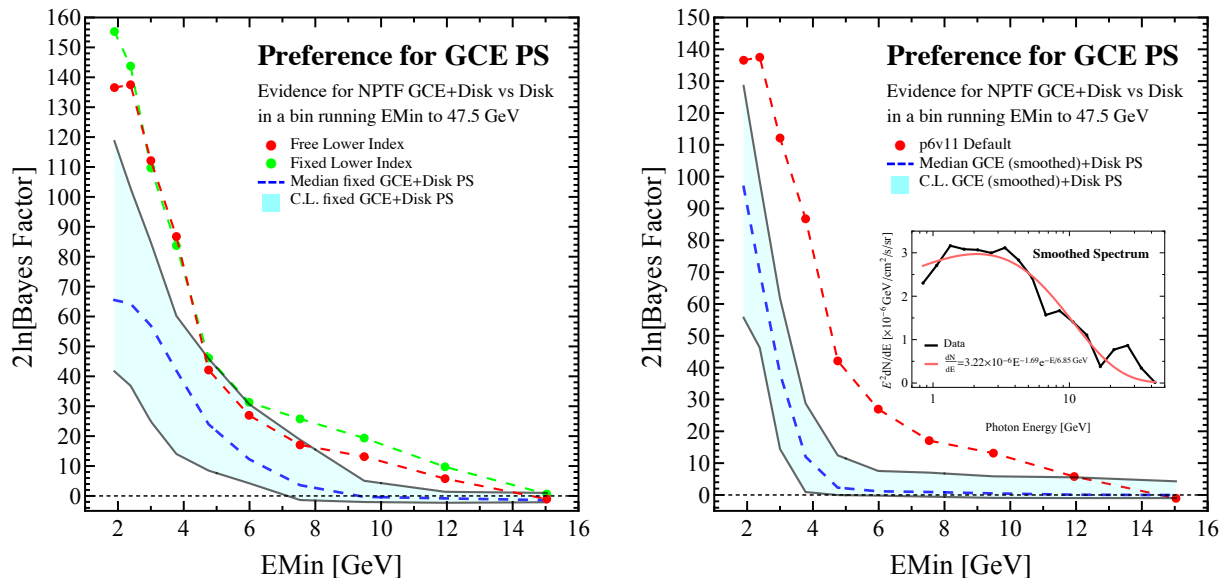 Preference for GCE PS
Evidence for NPTF GCE+Disk vs Disk
in a bin running EMin to 47.5 GeV
Free Lower Index
Fixed Lower Index
Median fixed GCE+Disk PS
C.L. fixed GCE+Disk PS
2ln[Bayes Factor]
160
150
140
130
120
110
100
90
80
70
60
50
40
30
20
10
0
2 4 6 8 10 12 14 16
EMin [GeV]
Preference for GCE PS
Evidence for NPTF GCE+Disk vs Disk
in a bin running EMin to 47.5 GeV
p6v11 Default
Median GCE (smoothed)+Disk PS
C.L. GCE (smoothed)+Disk PS
2ln[Bayes Factor]
150
140
130
120
110
100
90
80
70
60
50
40
30
20
10
0
2 4 6 8 10 12 14 16
EMin [GeV]
Smoothed Spectrum
E²dN/dE [×10⁻⁶ GeV/cm²/s/sr]
3
2
1
0
Data
dN/dE=3.22×10⁻⁶E⁻¹·⁶⁹e⁻ᴱ/⁶·⁸⁵ ᴳᵉⱽ
1 10
Photon Energy [GeV]